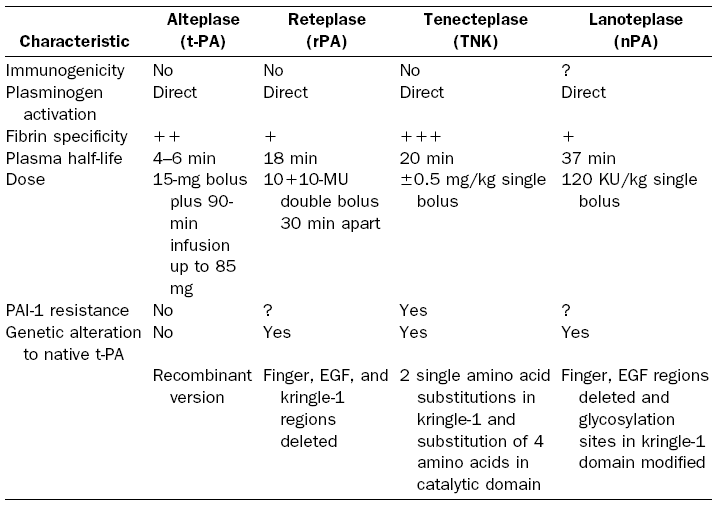 Characteristic Alteplase (t-PA) Reteplase (rPA) Tenecteplase (TNK) Lanoteplase (nPA)
Immunogenicity No No No ?
Plasminogen activation Direct Direct Direct Direct
Fibrin specificity ++ + +++ +
Plasma half-life 4–6 min 18 min 20 min 37 min
Dose 15-mg bolus plus 90-min infusion up to 85 mg 10+10-MU double bolus 30 min apart ±0.5 mg/kg single bolus 120 KU/kg single bolus
PAI-1 resistance No ? Yes ?
Genetic alteration to native t-PA No Yes Yes Yes
Recombinant version Finger, EGF, and kringle-1 regions deleted 2 single amino acid substitutions in kringle-1 and substitution of 4 amino acids in catalytic domain Finger, EGF regions deleted and glycosylation sites in kringle-1 domain modified